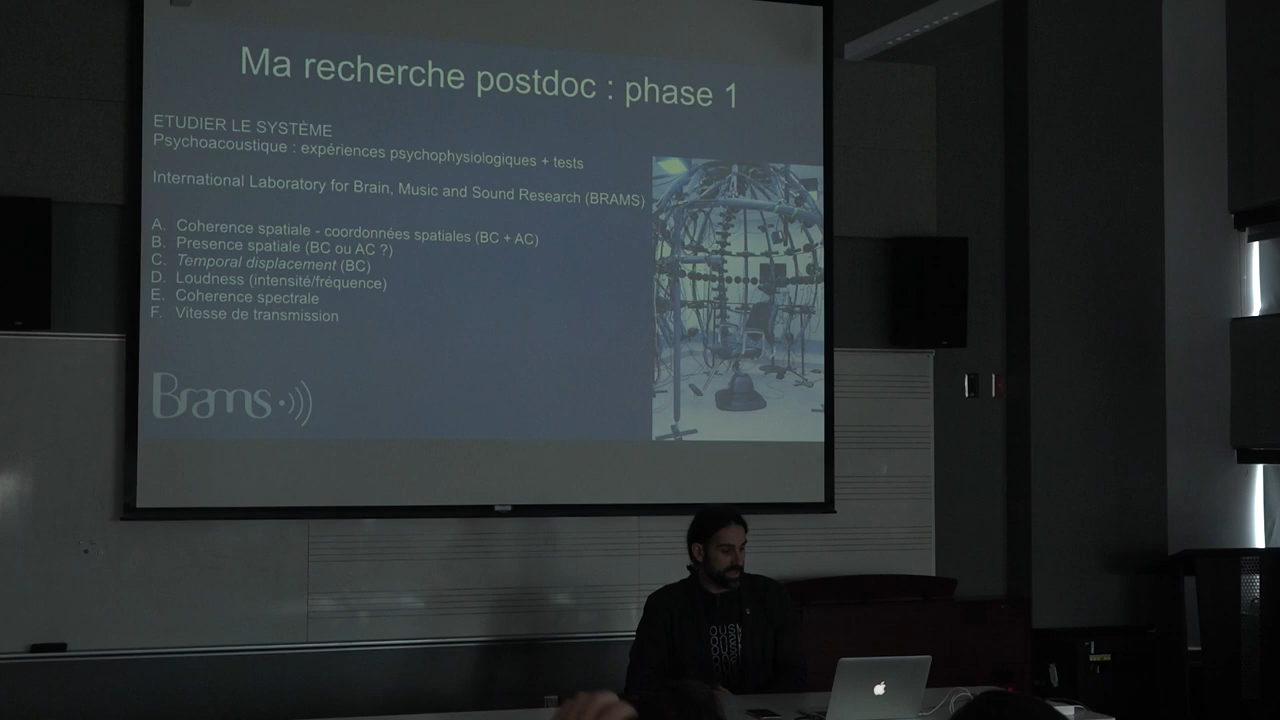 Ma recherche postdoc : phase 1
ETUDIER LE SYSTÈME
Psychoacoustique : expériences psychophysiologiques + tests
International Laboratory for Brain, Music and Sound Research (BRAMS)
A. Coherence spatiale - coordonnées spatiales (BC + AC)
B. Presence spatiale (BC ou AC ?)
C. Temporal displacement (BC)
D. Loudness (intensité/fréquence)
E. Coherence spectrale
F. Vitesse de transmission
Brams